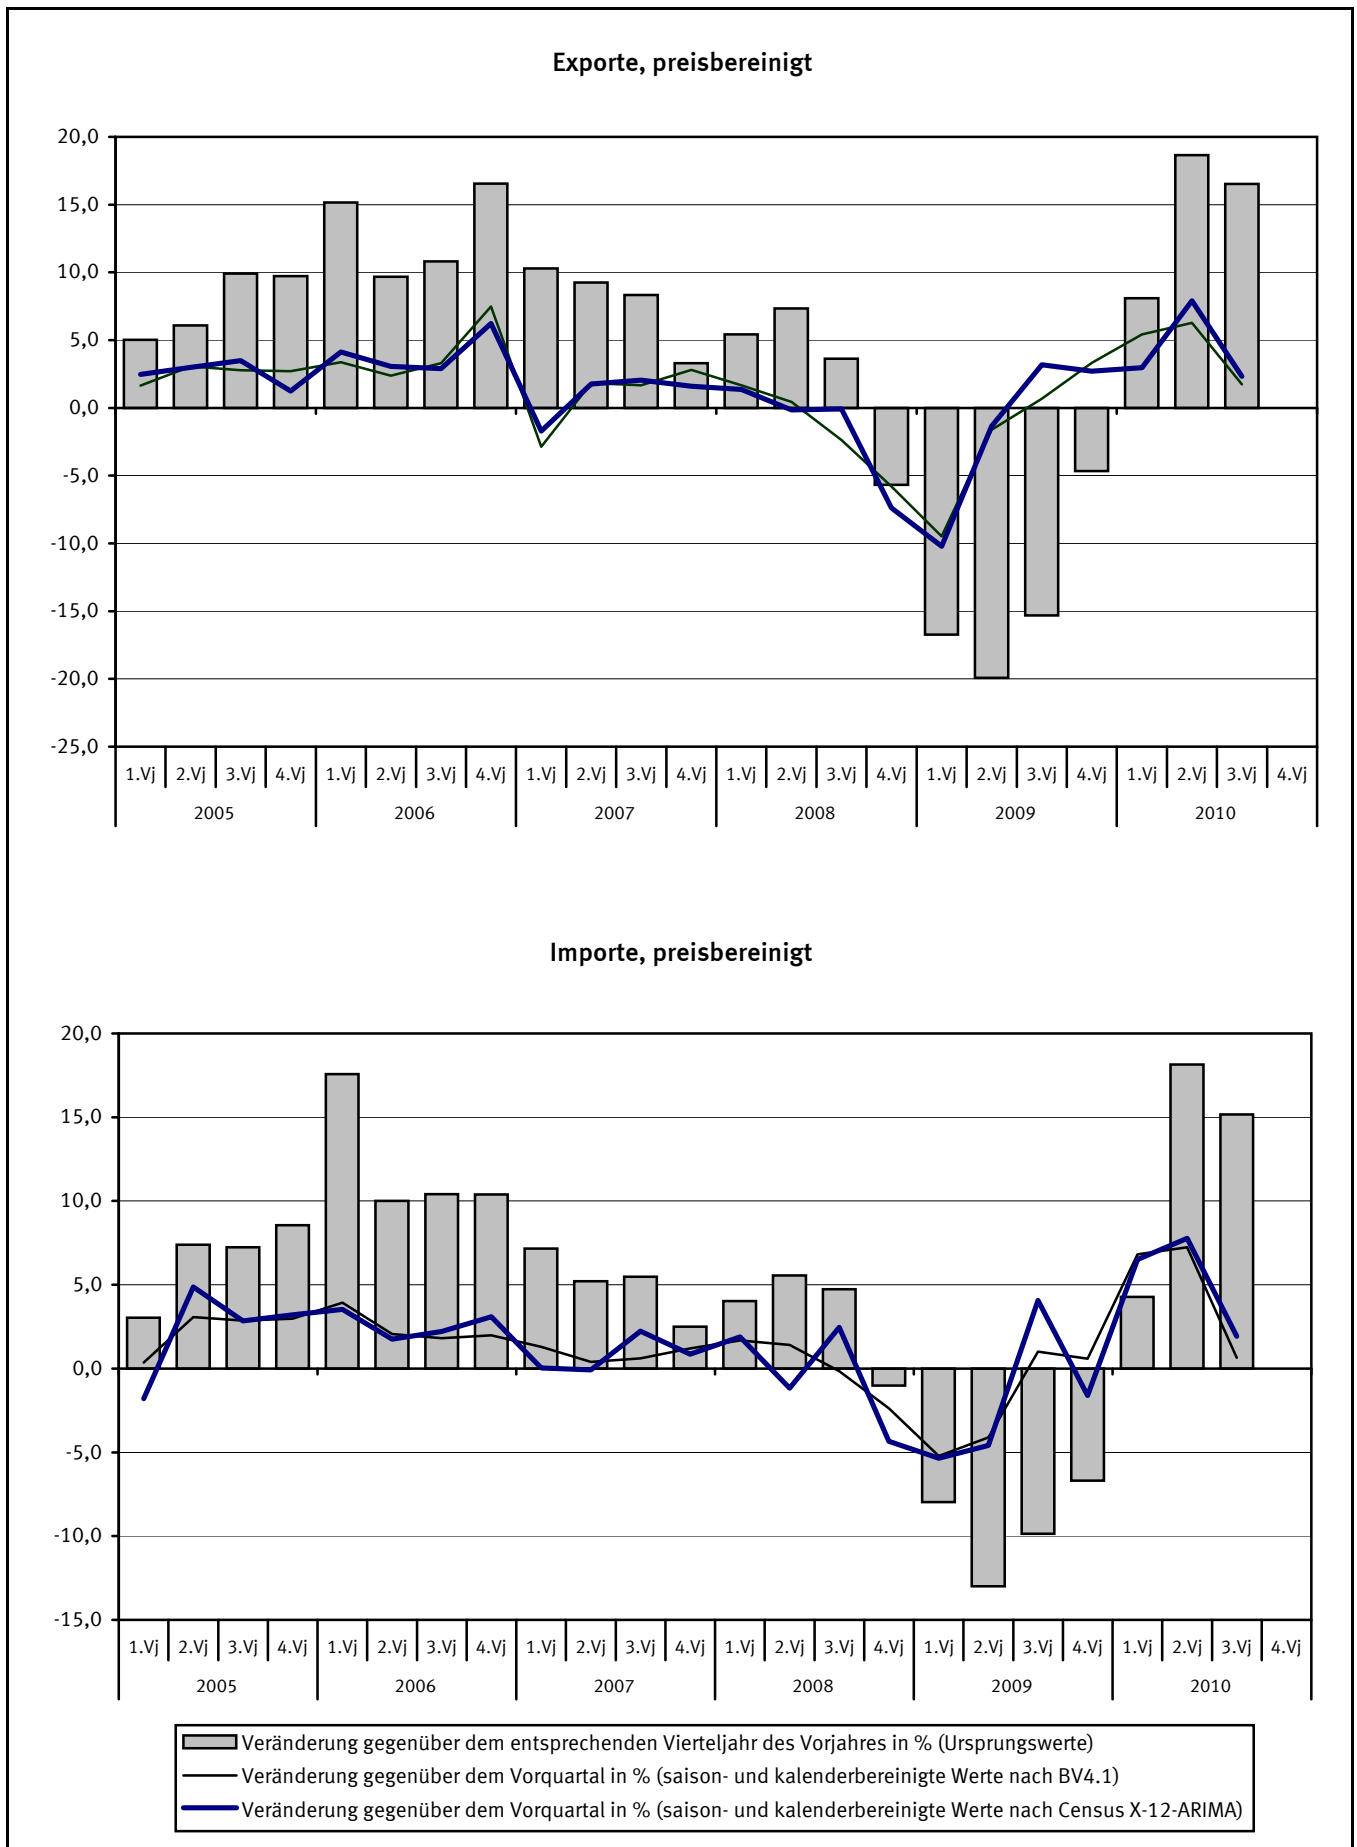 Exporte, preisbereinigt
20,0
15,0
10,0
5,0
0,0
-5,0
-10,0
-15,0
-20,0
-25,0
1.Vj 2.Vj 3.Vj 4.Vj 1.Vj 2.Vj 3.Vj 4.Vj 1.Vj 2.Vj 3.Vj 4.Vj 1.Vj 2.Vj 3.Vj 4.Vj 1.Vj 2.Vj 3.Vj 4.Vj 1.Vj 2.Vj 3.Vj 4.Vj
2005 2006 2007 2008 2009 2010
Importe, preisbereinigt
20,0
15,0
10,0
5,0
0,0
-5,0
-10,0
-15,0
1.Vj 2.Vj 3.Vj 4.Vj 1.Vj 2.Vj 3.Vj 4.Vj 1.Vj 2.Vj 3.Vj 4.Vj 1.Vj 2.Vj 3.Vj 4.Vj 1.Vj 2.Vj 3.Vj 4.Vj 1.Vj 2.Vj 3.Vj 4.Vj
2005 2006 2007 2008 2009 2010
Veränderung gegenüber dem entsprechenden Vierteljahr des Vorjahres in % (Ursprungswerte)
Veränderung gegenüber dem Vorquartal in % (saison- und kalenderbereinigte Werte nach BV4.1)
Veränderung gegenüber dem Vorquartal in % (saison- und kalenderbereinigte Werte nach Census X-12-ARIMA)